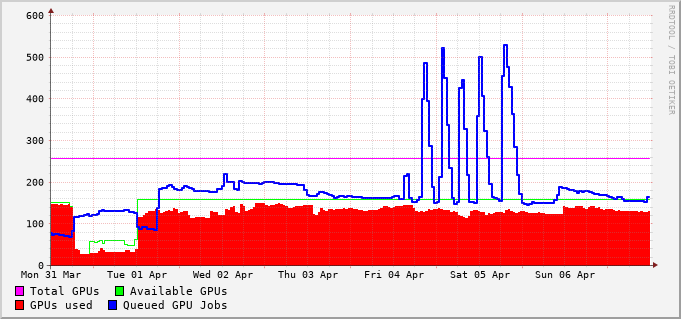 RRDTOOL / TOBI OETIKER
600
500
400
300
200
100
0
Mon 31 Mar Tue 01 Apr Wed 02 Apr Thu 03 Apr Fri 04 Apr Sat 05 Apr Sun 06 Apr
Total GPUs Available GPUs
GPUs used Queued GPU Jobs